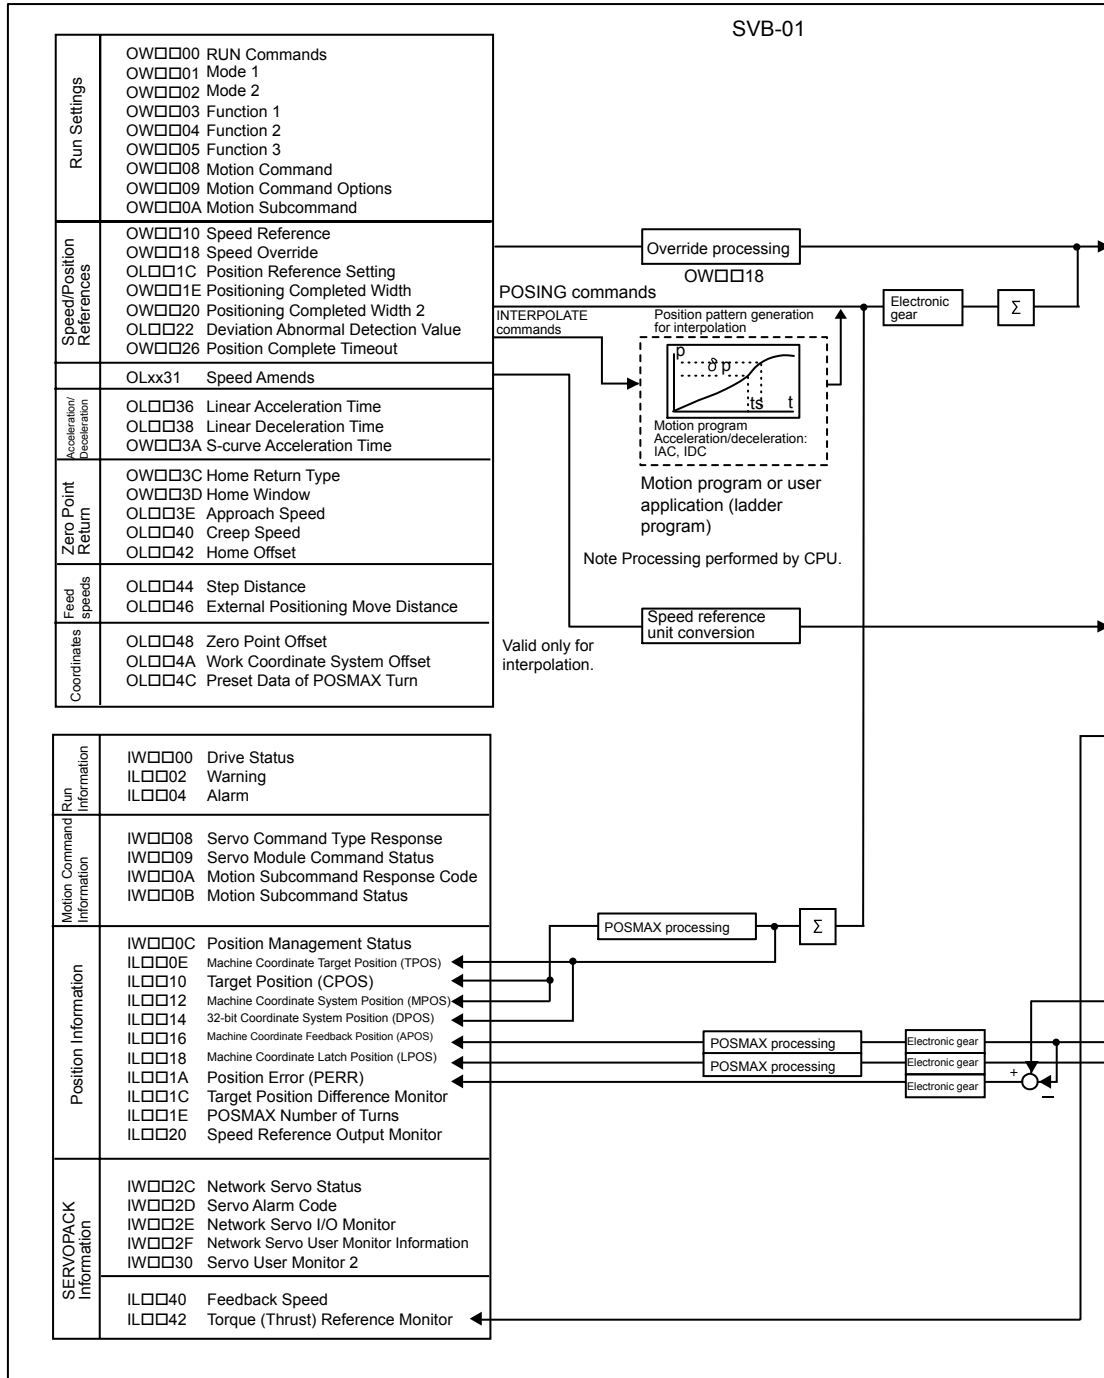 SVB-01
Run Settings
OW□□00 RUN Commands
OW□□01 Mode 1
OW□□02 Mode 2
OW□□03 Function 1
OW□□04 Function 2
OW□□05 Function 3
OW□□08 Motion Command
OW□□09 Motion Command Options
OW□□0A Motion Subcommand
Speed/Position
References
OW□□10 Speed Reference
OW□□18 Speed Override
OL□□1C Position Reference Setting
OW□□1E Positioning Completed Width
OW□□20 Positioning Completed Width 2
OL□□22 Deviation Abnormal Detection Value
OW□□26 Position Complete Timeout
OLxx31 Speed Amends
Acceleration/
Deceleration
OL□□36 Linear Acceleration Time
OL□□38 Linear Deceleration Time
OW□□3A S-curve Acceleration Time
Zero Point
Return
OW□□3C Home Return Type
OW□□3D Home Window
OL□□3E Approach Speed
OL□□40 Creep Speed
OL□□42 Home Offset
Feed
speeds
OL□□44 Step Distance
OL□□46 External Positioning Move Distance
Coordinates
OL□□48 Zero Point Offset
OL□□4A Work Coordinate System Offset
OL□□4C Preset Data of POSMAX Turn
Override processing
OW□□18
POSING commands
INTERPOLATE
commands
Position pattern generation
for interpolation
p
∂ p
ts
t
Motion program
Acceleration/deceleration:
IAC, IDC
Motion program or user
application (ladder
program)
Note Processing performed by CPU.
Electronic
gear
Σ
Speed reference
unit conversion
Valid only for
interpolation.
Run
Information
IW□□00 Drive Status
IL□□02 Warning
IL□□04 Alarm
Motion Command
Information
IW□□08 Servo Command Type Response
IW□□09 Servo Module Command Status
IW□□0A Motion Subcommand Response Code
IW□□0B Motion Subcommand Status
Position Information
IW□□0C Position Management Status
IL□□0E Machine Coordinate Target Position (TPOS)
IL□□10 Target Position (CPOS)
IL□□12 Machine Coordinate System Position (MPOS)
IL□□14 32-bit Coordinate System Position (DPOS)
IL□□16 Machine Coordinate Feedback Position (APOS)
IL□□18 Machine Coordinate Latch Position (LPOS)
IL□□1A Position Error (PERR)
IL□□1C Target Position Difference Monitor
IL□□1E POSMAX Number of Turns
IL□□20 Speed Reference Output Monitor
SERVOPACK
Information
IW□□2C Network Servo Status
IW□□2D Servo Alarm Code
IW□□2E Network Servo I/O Monitor
IW□□2F Network Servo User Monitor Information
IW□□30 Servo User Monitor 2
IL□□40 Feedback Speed
IL□□42 Torque (Thrust) Reference Monitor
POSMAX processing
Σ
POSMAX processing
Electronic gear
POSMAX processing
Electronic gear
Electronic gear
+
−